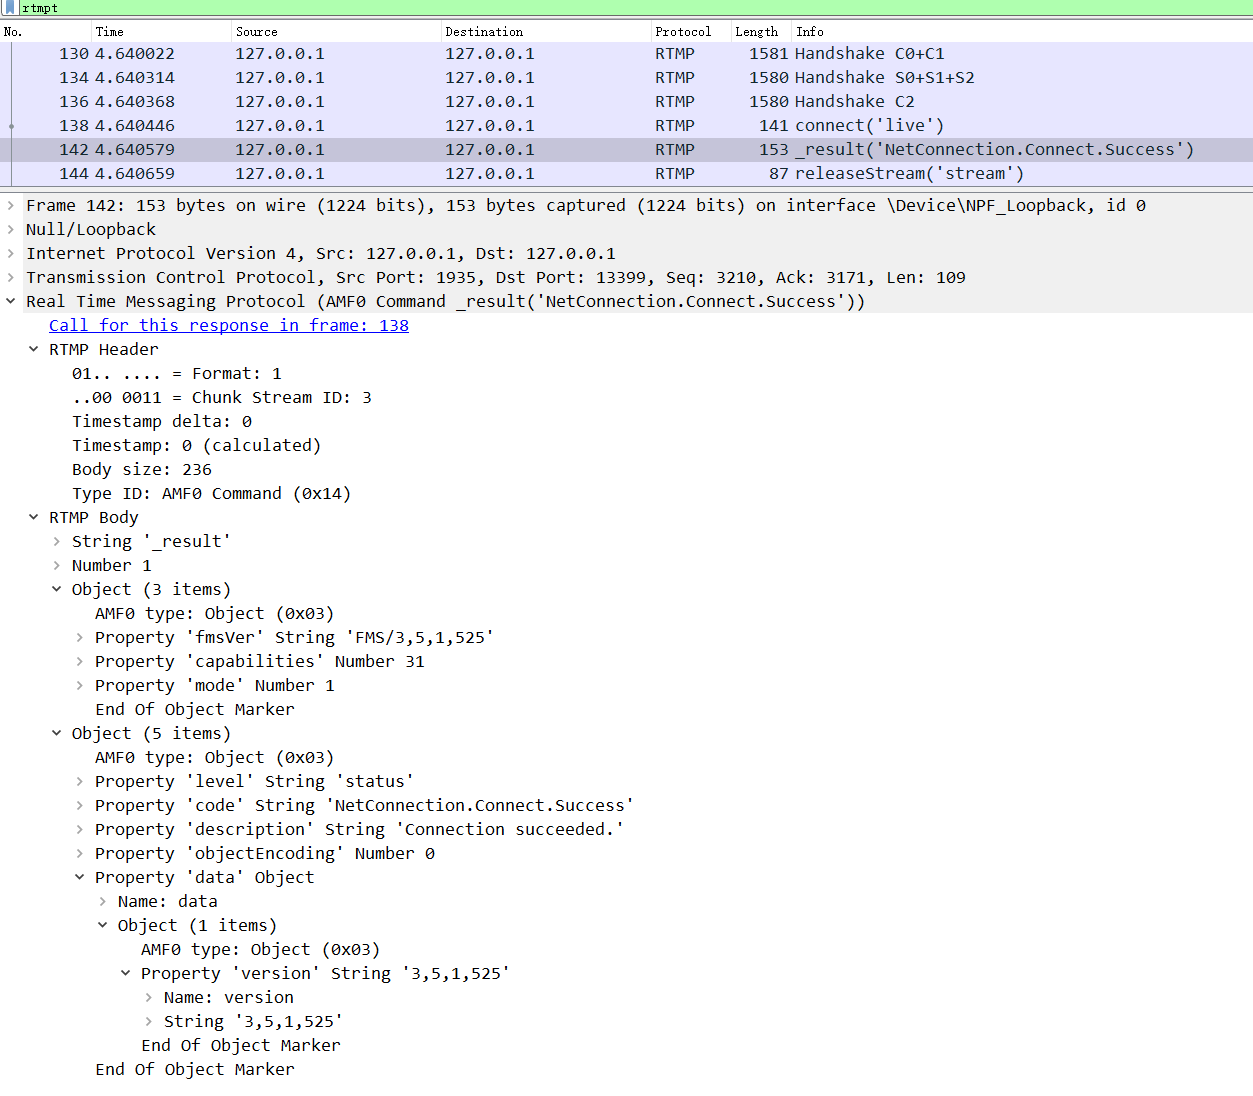 rtmpt
No. Time Source Destination Protocol Length Info
130 4.640022 127.0.0.1 127.0.0.1 RTMP 1581 Handshake C0+C1
134 4.640314 127.0.0.1 127.0.0.1 RTMP 1580 Handshake S0+S1+S2
136 4.640368 127.0.0.1 127.0.0.1 RTMP 1580 Handshake C2
138 4.640446 127.0.0.1 127.0.0.1 RTMP 141 connect('live')
142 4.640579 127.0.0.1 127.0.0.1 RTMP 153 _result('NetConnection.Connect.Success')
144 4.640659 127.0.0.1 127.0.0.1 RTMP 87 releaseStream('stream')
Frame 142: 153 bytes on wire (1224 bits), 153 bytes captured (1224 bits) on interface \Device\NPF_Loopback, id 0
Null/Loopback
Internet Protocol Version 4, Src: 127.0.0.1, Dst: 127.0.0.1
Transmission Control Protocol, Src Port: 1935, Dst Port: 13399, Seq: 3210, Ack: 3171, Len: 109
Real Time Messaging Protocol (AMF0 Command _result('NetConnection.Connect.Success'))
Call for this response in frame: 138
RTMP Header
01.. .... = Format: 1
..00 0011 = Chunk Stream ID: 3
Timestamp delta: 0
Timestamp: 0 (calculated)
Body size: 236
Type ID: AMF0 Command (0x14)
RTMP Body
String '_result'
Number 1
Object (3 items)
AMF0 type: Object (0x03)
Property 'fmsVer' String 'FMS/3,5,1,525'
Property 'capabilities' Number 31
Property 'mode' Number 1
End Of Object Marker
Object (5 items)
AMF0 type: Object (0x03)
Property 'level' String 'status'
Property 'code' String 'NetConnection.Connect.Success'
Property 'description' String 'Connection succeeded.'
Property 'objectEncoding' Number 0
Property 'data' Object
Name: data
Object (1 items)
AMF0 type: Object (0x03)
Property 'version' String '3,5,1,525'
Name: version
String '3,5,1,525'
End Of Object Marker
End Of Object Marker